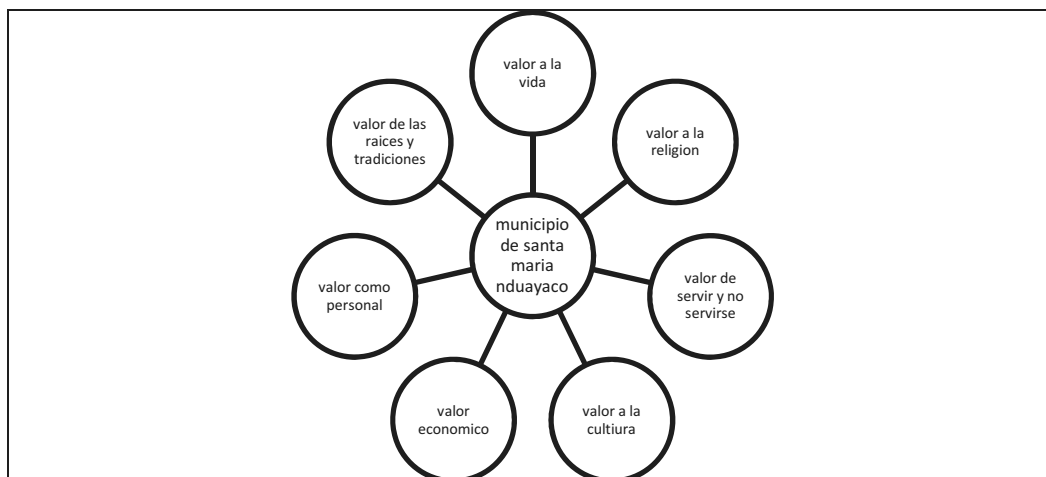 valor a la
vida
valor a la
religion
valor de
servir y no
servirse
valor a la
cultiura
valor
economico
valor como
personal
valor de las
raices y
tradiciones
municipio
de santa
maria
nduayaco